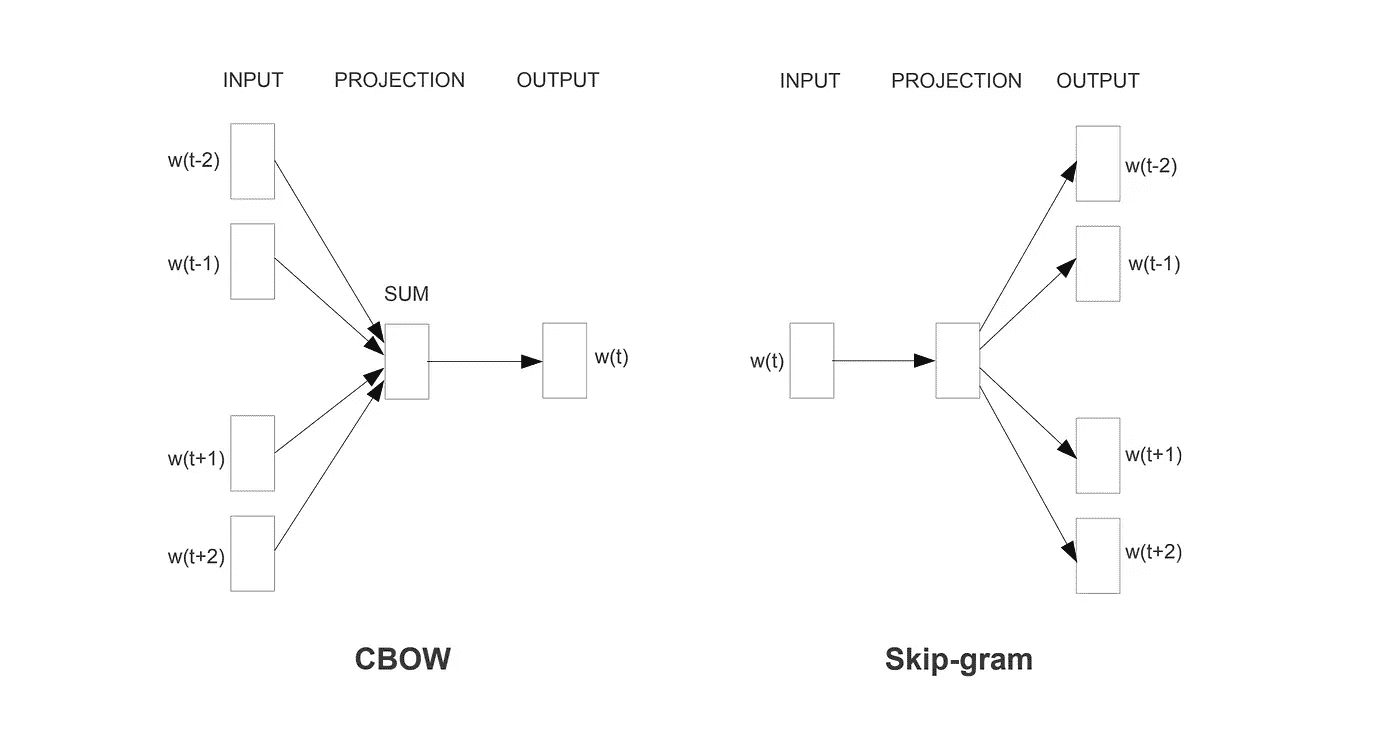 INPUT PROJECTION OUTPUT
w(t-2)
w(t-1)
SUM
w(t)
w(t+1)
w(t+2)
CBOW
INPUT PROJECTION OUTPUT
w(t-2)
w(t-1)
w(t)
w(t+1)
w(t+2)
Skip-gram